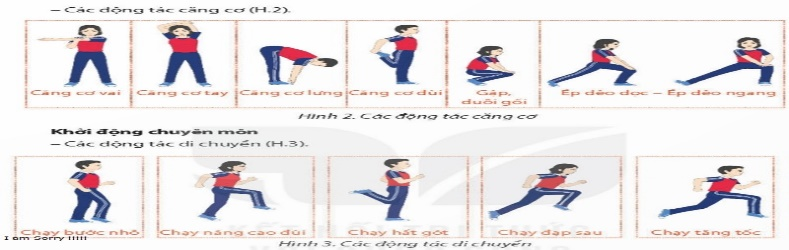 – Các động tác căng cơ (H.2).
Căng cơ vai Căng cơ tay Căng cơ lưng Căng cơ đùi Gập, duỗi gối Ép dẻo dọc – Ép dẻo ngang
Hình 2. Các động tác căng cơ
Khởi động chuyên môn
– Các động tác di chuyển (H.3).
Chạy bước nhỏ Chạy nâng cao đùi Chạy hất gót Chạy đạp sau Chạy tăng tốc
I am Sorry !!!!!
Hình 3. Các động tác di chuyển